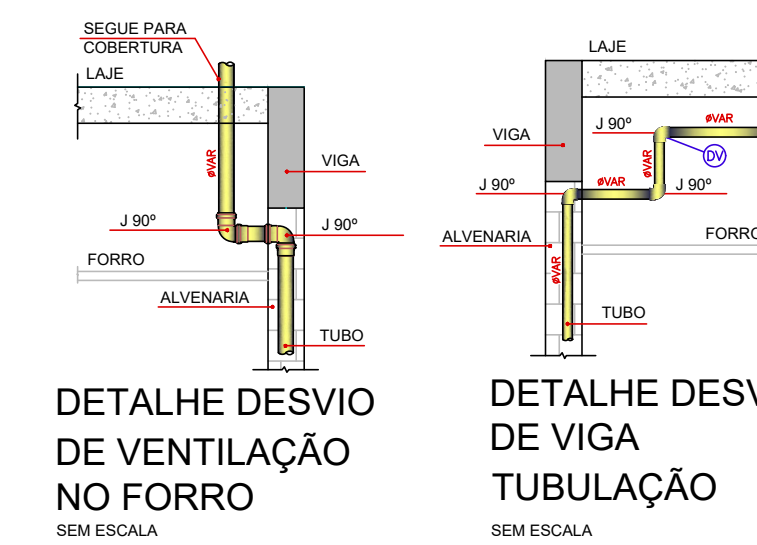 SEGUE PARA
COBERTURA
LAJE
øVAR
VIGA
J 90º
J 90º
FORRO
ALVENARIA
TUBO
DETALHE DESVIO
DE VENTILAÇÃO
NO FORRO
SEM ESCALA
LAJE
VIGA
J 90º
øVAR
DV
øVAR
J 90º
øVAR
J 90º
ALVENARIA
FORRO
øVAR
TUBO
DETALHE DESV
DE VIGA
TUBULAÇÃO
SEM ESCALA